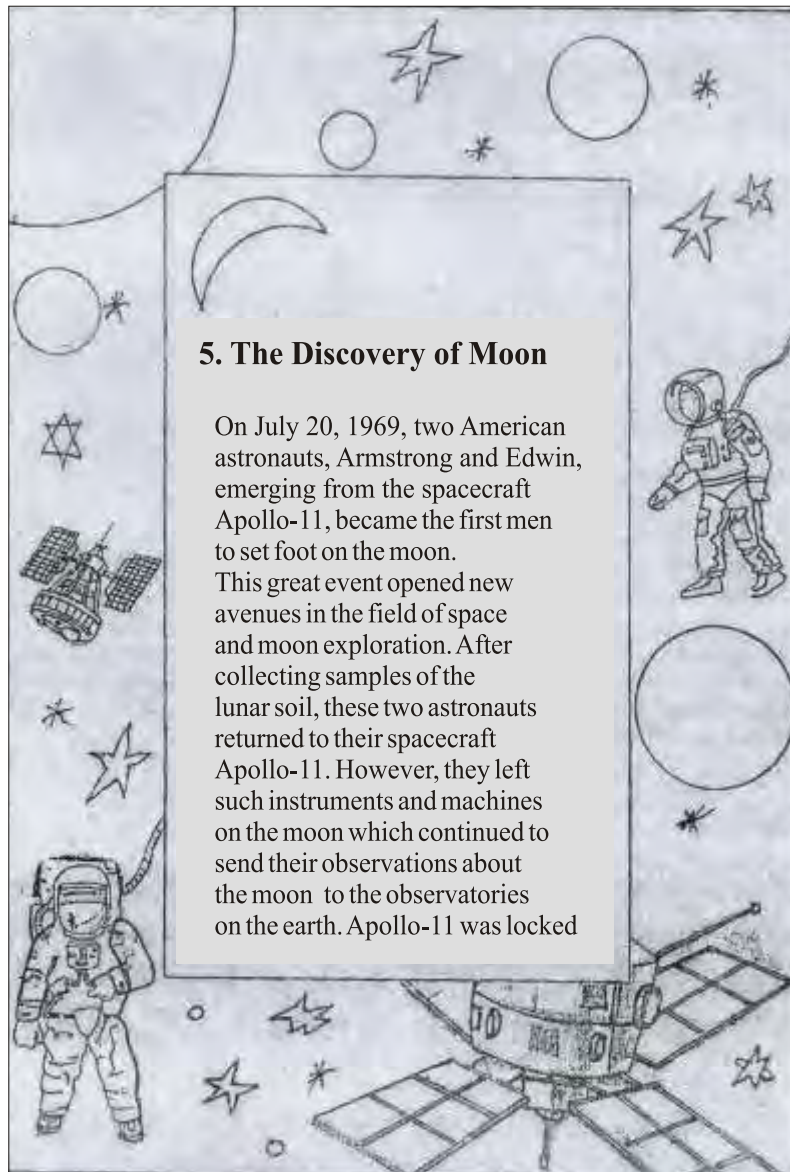 5. The Discovery of Moon
On July 20, 1969, two American
astronauts, Armstrong and Edwin,
emerging from the spacecraft
Apollo-11, became the first men
to set foot on the moon.
This great event opened new
avenues in the field of space
and moon exploration. After
collecting samples of the
lunar soil, these two astronauts
returned to their spacecraft
Apollo-11. However, they left
such instruments and machines
on the moon which continued to
send their observations about
the moon to the observatories
on the earth. Apollo-11 was locked